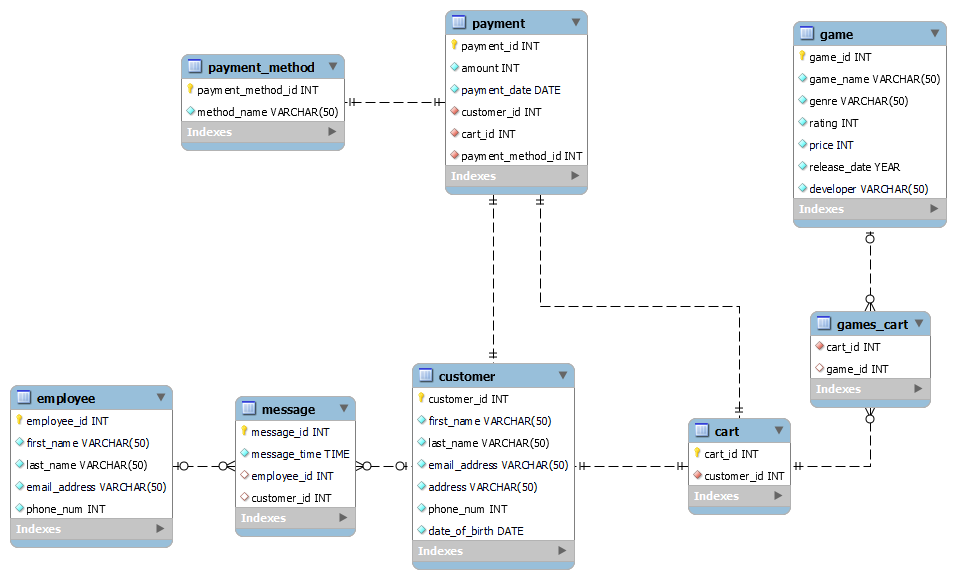 payment
payment_id INT
amount INT
payment_date DATE
customer_id INT
cart_id INT
payment_method_id INT
Indexes
game
game_id INT
game_name VARCHAR(50)
genre VARCHAR(50)
rating INT
price INT
release_date YEAR
developer VARCHAR(50)
Indexes
payment_method
payment_method_id INT
method_name VARCHAR(50)
Indexes
games_cart
cart_id INT
game_id INT
Indexes
employee
employee_id INT
first_name VARCHAR(50)
last_name VARCHAR(50)
email_address VARCHAR(50)
phone_num INT
Indexes
message
message_id INT
message_time TIME
employee_id INT
customer_id INT
Indexes
customer
customer_id INT
first_name VARCHAR(50)
last_name VARCHAR(50)
email_address VARCHAR(50)
address VARCHAR(50)
phone_num INT
date_of_birth DATE
Indexes
cart
cart_id INT
customer_id INT
Indexes